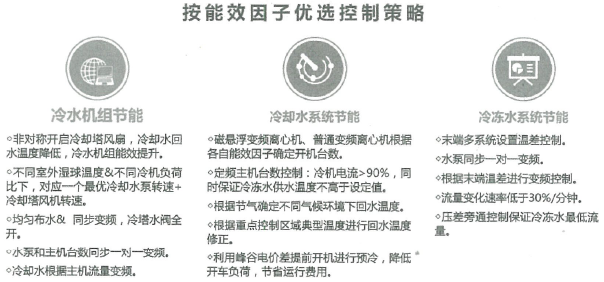 按能效因子优选控制策略
冷水机组节能
◇非对称开启冷却塔风扇，冷却水回
水温度降低，冷水机组能效提升。
◇不同室外湿球温度&不同冷机负荷
比下，对应一个最优冷却水泵转速+
冷却塔风机转速。
◇均匀布水& 同步变频，冷塔水阀全
开。
◇水泵和主机台数同步一对一变频。
◇冷却水根据主机流量变频。
冷却水系统节能
◇磁悬浮变频离心机、普通变频离心机根据
各自能效因子确定开机台数。
◇定频主机台数控制：冷机电流>90%，同
时保证冷冻水供水温度不高于设定值。
◇根据节气确定不同气候环境下回水温度。
◇根据重点控制区域典型温度进行回水温度
修正。
◇利用峰谷电价差提前开机进行预冷，降低
开车负荷，节省运行费用。
冷冻水系统节能
◇末端多系统设置温差控制。
◇水泵同步一对一变频。
◇根据末端温差进行变频控制。
◇流量变化速率低于30%/分钟。
◇压差旁通控制保证冷冻水最低流
量。